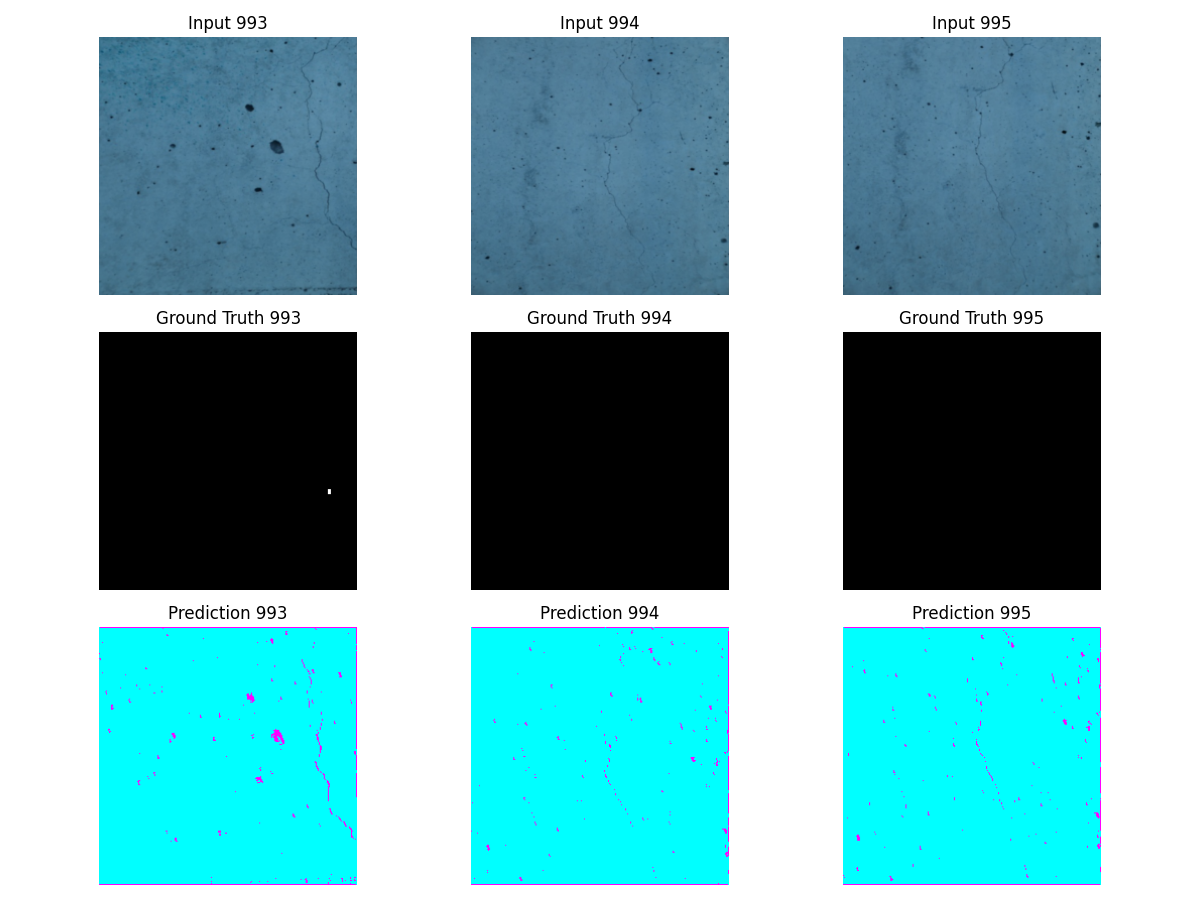 Input 993
Input 994
Input 995
Ground Truth 993
Ground Truth 994
Ground Truth 995
Prediction 993
Prediction 994
Prediction 995